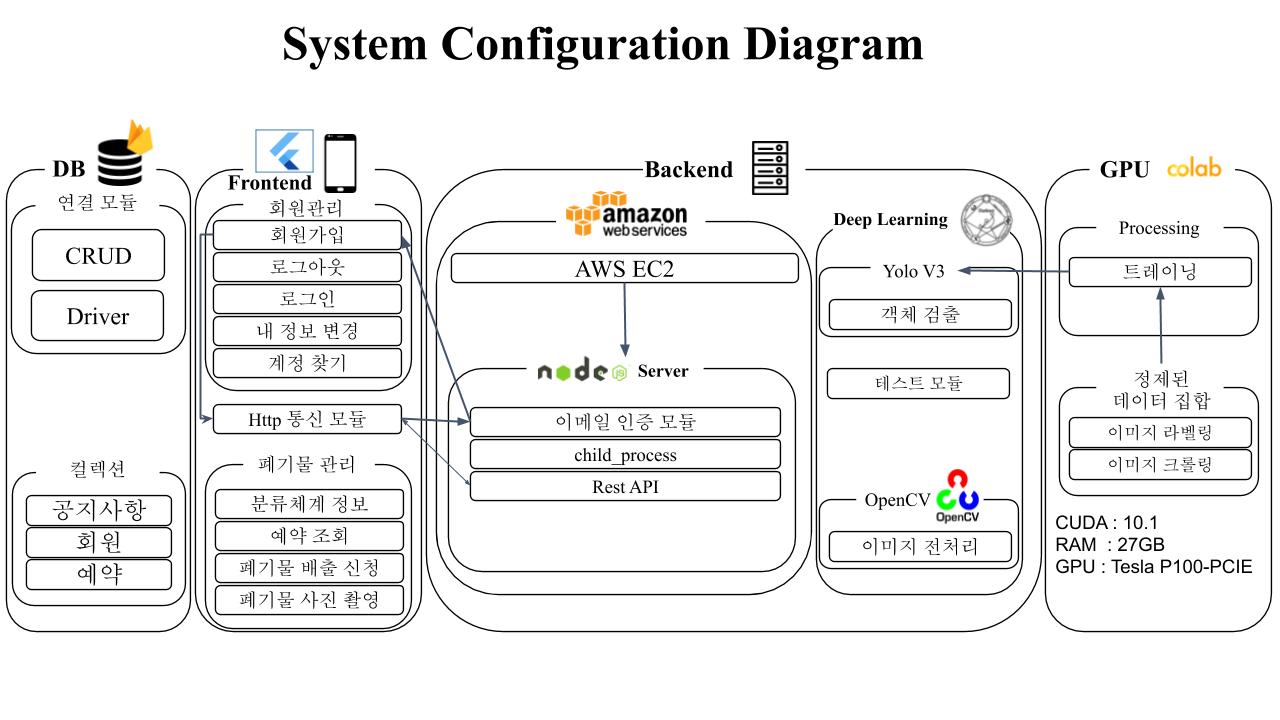 System Configuration Diagram
DB
연결 모듈
CRUD
Driver
컬렉션
공지사항
회원
예약
Frontend
회원관리
회원가입
로그아웃
로그인
내 정보 변경
계정 찾기
Http 통신 모듈
폐기물 관리
분류체계 정보
예약 조회
폐기물 배출 신청
폐기물 사진 촬영
Backend
amazon
webservices
AWS EC2
node js Server
이메일 인증 모듈
child_process
Rest API
Deep Learning
Yolo V3
객체 검출
테스트 모듈
OpenCV
OpenCV
이미지 전처리
GPU colab
Processing
트레이닝
정제된
데이터 집합
이미지 라벨링
이미지 크롤링
CUDA : 10.1
RAM : 27GB
GPU : Tesla P100-PCIE